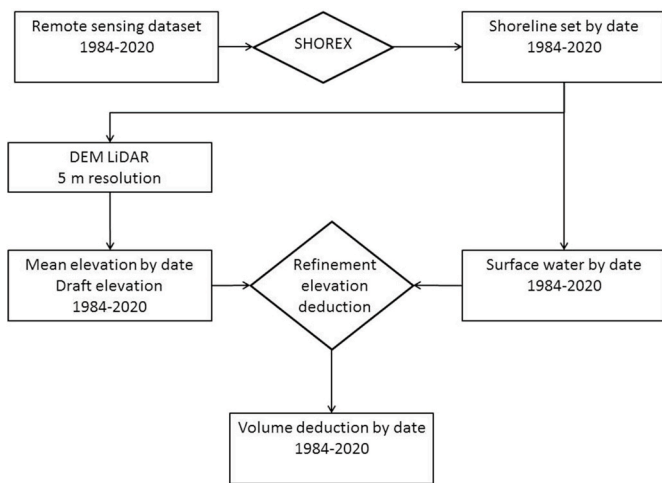 Remote sensing dataset
1984-2020
SHOREX
Shoreline set by date
1984-2020
DEM LiDAR
5 m resolution
Mean elevation by date
Draft elevation
1984-2020
Refinement
elevation
deduction
Surface water by date
1984-2020
Volume deduction by date
1984-2020